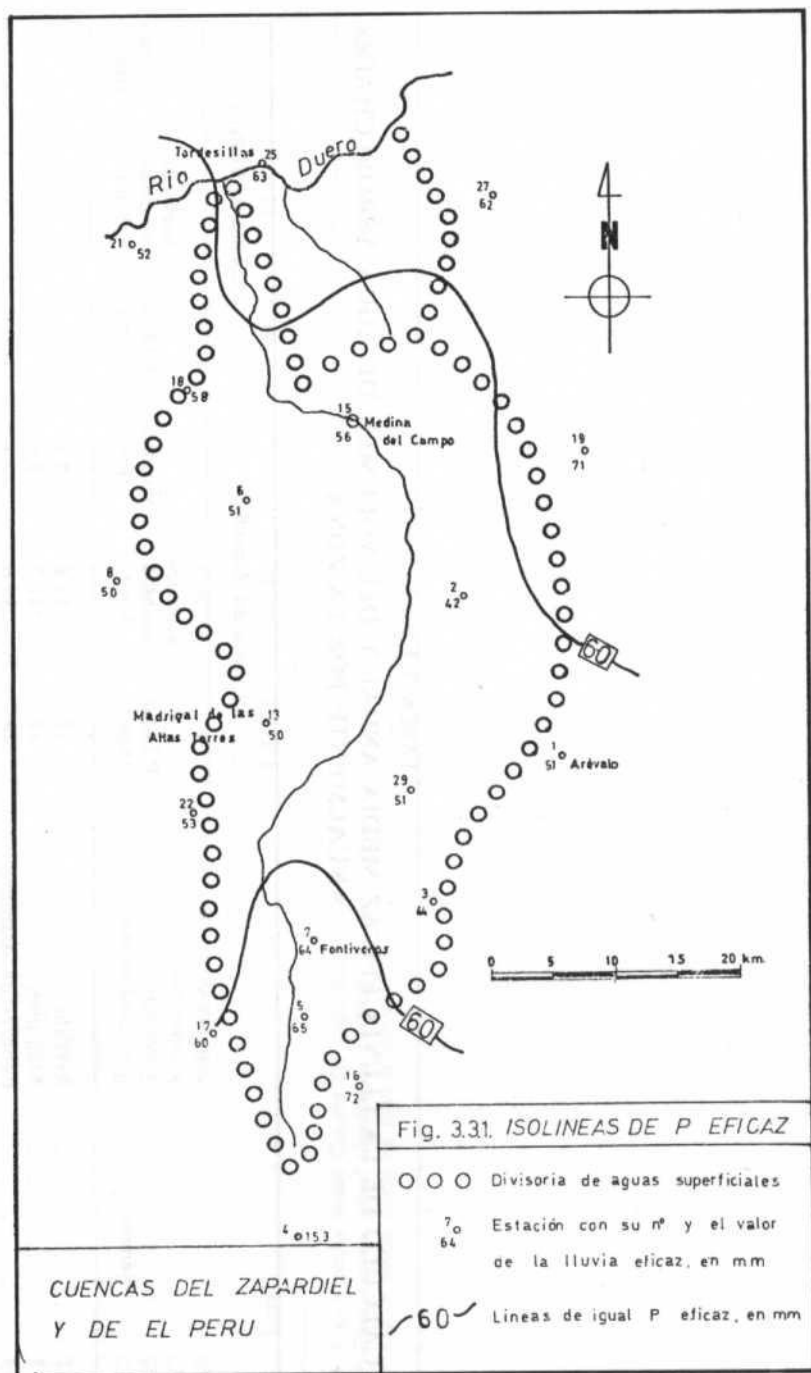 Tordesillas
25
63
Rio
Duero
27
62
21
52
N
18
58
15
56
Medina
del Campo
19
71
6
51
8
50
2
42
60
Madrigal de las
Altas Torres
13
50
1
51
Arévalo
29
51
22
53
3
44
7
64
Fontiveros
0 5 10 15 20 km.
5
65
17
60
60
16
72
4
153
Fig. 3.3.1. ISOLINEAS DE P EFICAZ
Divisoria de aguas superficiales
7
64
Estación con su nº y el valor
de la lluvia eficaz, en mm
60
Lineas de igual P eficaz, en mm
CUENCAS DEL ZAPARDIEL
Y DE EL PERU